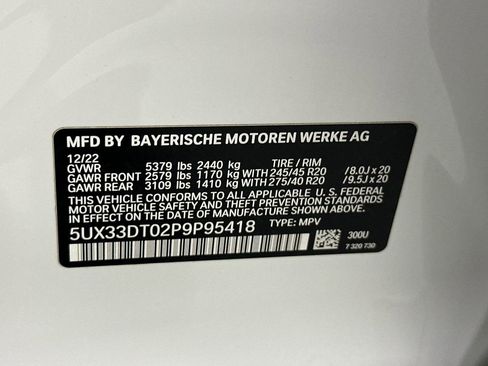 MFD BY BAYERISCHE MOTOREN WERKE AG
12/22 TIRE / RIM
GVWR 5379 lbs 2440 kg
GAWR FRONT 2579 lbs 1170 kg WITH 245/45 R20 /8.0J x 20
GAWR REAR 3109 lbs 1410 kg WITH 275/40 R20 /9.5J x 20
THIS VEHICLE CONFORMS TO ALL APPLICABLE U. S. FEDERAL
MOTOR VEHICLE SAFETY AND THEFT PREVENTION STANDARDS
IN EFFECT ON THE DATE OF MANUFACTURE SHOWN ABOVE.
5UX33DT02P9P95418 TYPE: MPV
300U
7 320 730